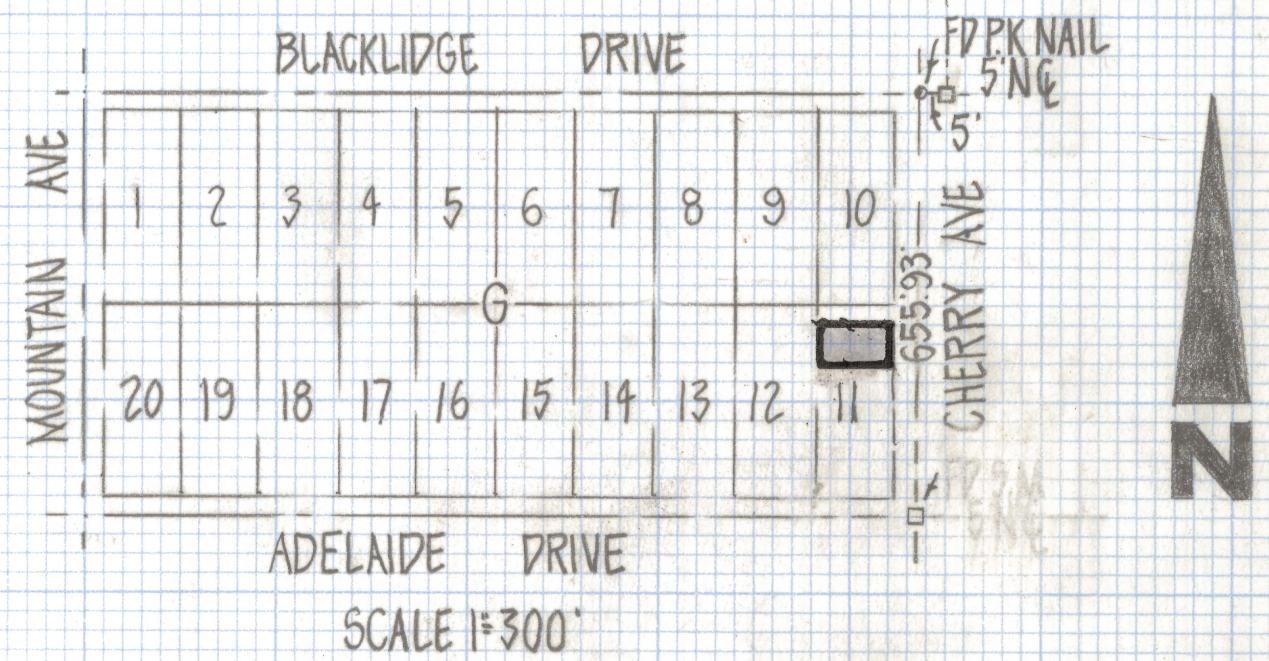 BLACKLIDGE DRIVE
FD P.K NAIL
5' N ℄
5'
MOUNTAIN AVE
1 2 3 4 5 6 7 8 9 10
G
655.93'
CHERRY AVE
20 19 18 17 16 15 14 13 12 11
N
ADELAIDE DRIVE
SCALE 1"=300'